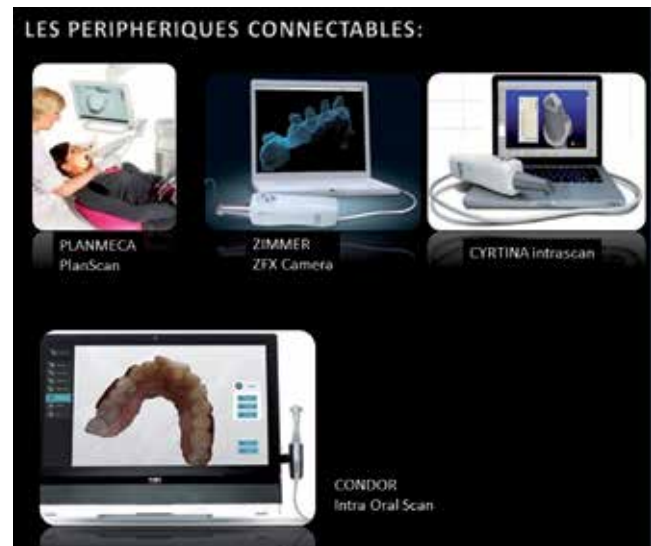 LES PERIPHERIQUES CONNECTABLES:
PLANMECA
PlanScan
ZIMMER
ZFX Camera
CYRTINA intrascan
CONDOR
Intra Oral Scan